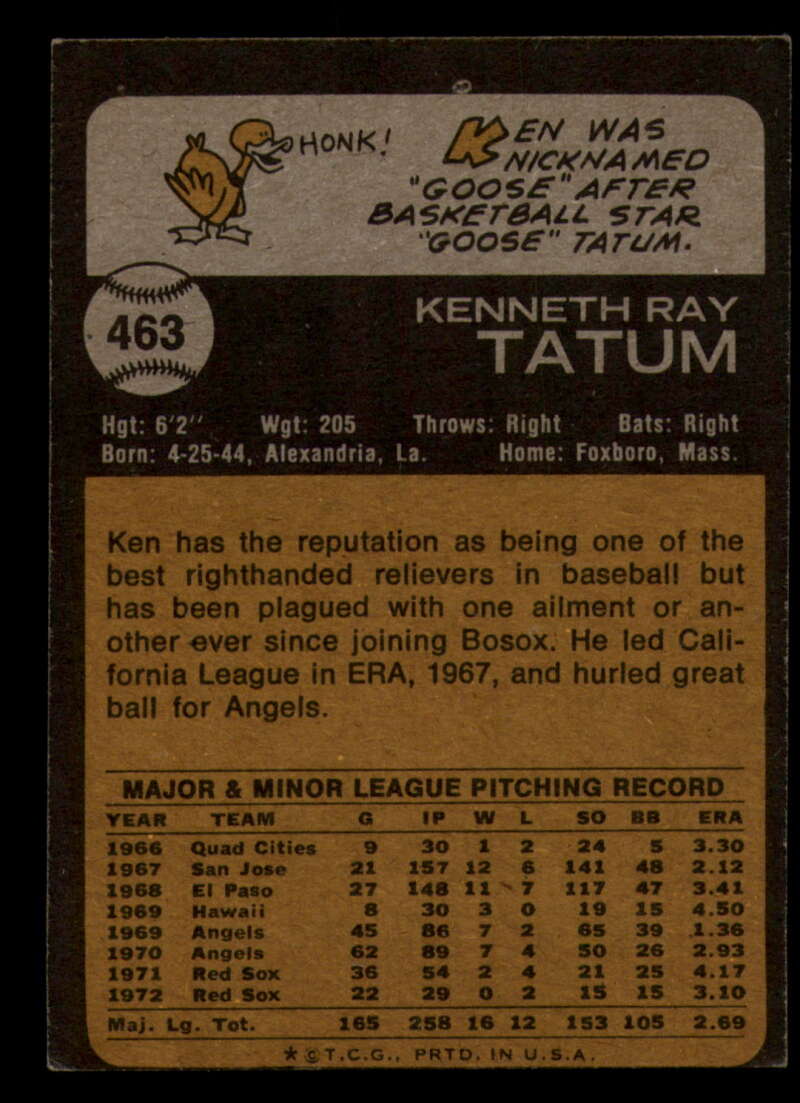 HONK!
KEN WAS
NICKNAMED
"GOOSE" AFTER
BASKETBALL STAR
"GOOSE" TATUM.
463
KENNETH RAY
TATUM
Hgt: 6'2" Wgt: 205 Throws: Right Bats: Right
Born: 4-25-44, Alexandria, La. Home: Foxboro, Mass.
Ken has the reputation as being one of the
best righthanded relievers in baseball but
has been plagued with one ailment or an-
other ever since joining Bosox. He led Cali-
fornia League in ERA, 1967, and hurled great
ball for Angels.
MAJOR & MINOR LEAGUE PITCHING RECORD
YEAR TEAM G IP W L SO BB ERA
1966 Quad Cities 9 30 1 2 24 5 3.30
1967 San Jose 21 157 12 6 141 48 2.12
1968 El Paso 27 148 11 7 117 47 3.41
1969 Hawaii 8 30 3 0 19 15 4.50
1969 Angels 45 86 7 2 65 39 1.36
1970 Angels 62 89 7 4 50 26 2.93
1971 Red Sox 36 54 2 4 21 25 4.17
1972 Red Sox 22 29 0 2 15 15 3.10
Maj. Lg. Tot. 165 258 16 12 153 105 2.69
* © T.C.G., PRTD. IN U.S.A.